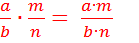 a/b · m/n = a·m/b·n